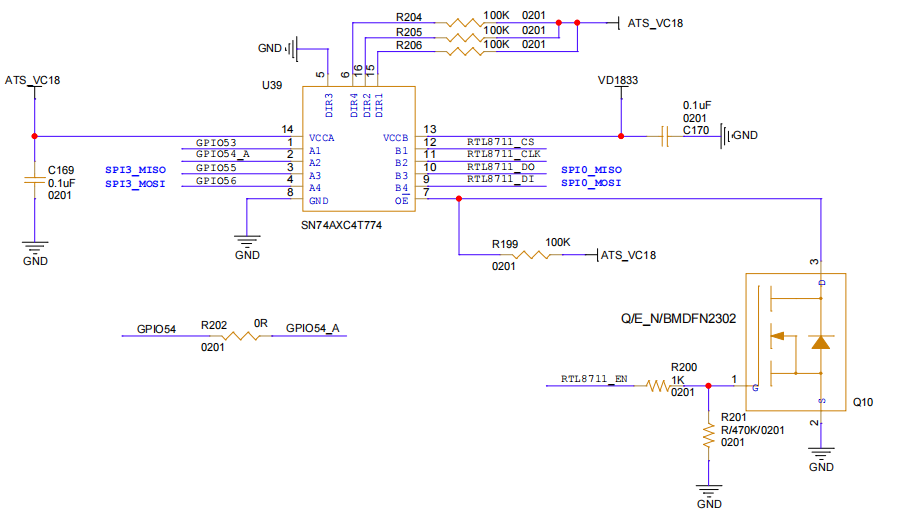 R204 100K 0201
R205 100K 0201
R206 100K 0201
ATS_VC18
GND
5
6
16
15
ATS_VC18
U39
DIR3
DIR4
DIR2
DIR1
VD1833
0.1uF
0201
C170
GND
14 VCCA VCCB 13
GPIO53 1 A1 B1 12 RTL8711_CS
GPIO54_A 2 A2 B2 11 RTL8711_CLK
SPI3_MISO GPIO55 3 A3 B3 10 RTL8711_DO SPI0_MISO
SPI3_MOSI GPIO56 4 A4 B4 9 RTL8711_DI SPI0_MOSI
8 GND OE 7
C169
0.1uF
0201
SN74AXC4T774
GND
GND
R199 100K
0201
ATS_VC18
3
D
Q/E_N/BMDFN2302
GPIO54 R202 0R GPIO54_A
0201
RTL8711_EN
R200
1K
0201
1
G
S
Q10
2
R201
R/470K/0201
0201
GND
GND